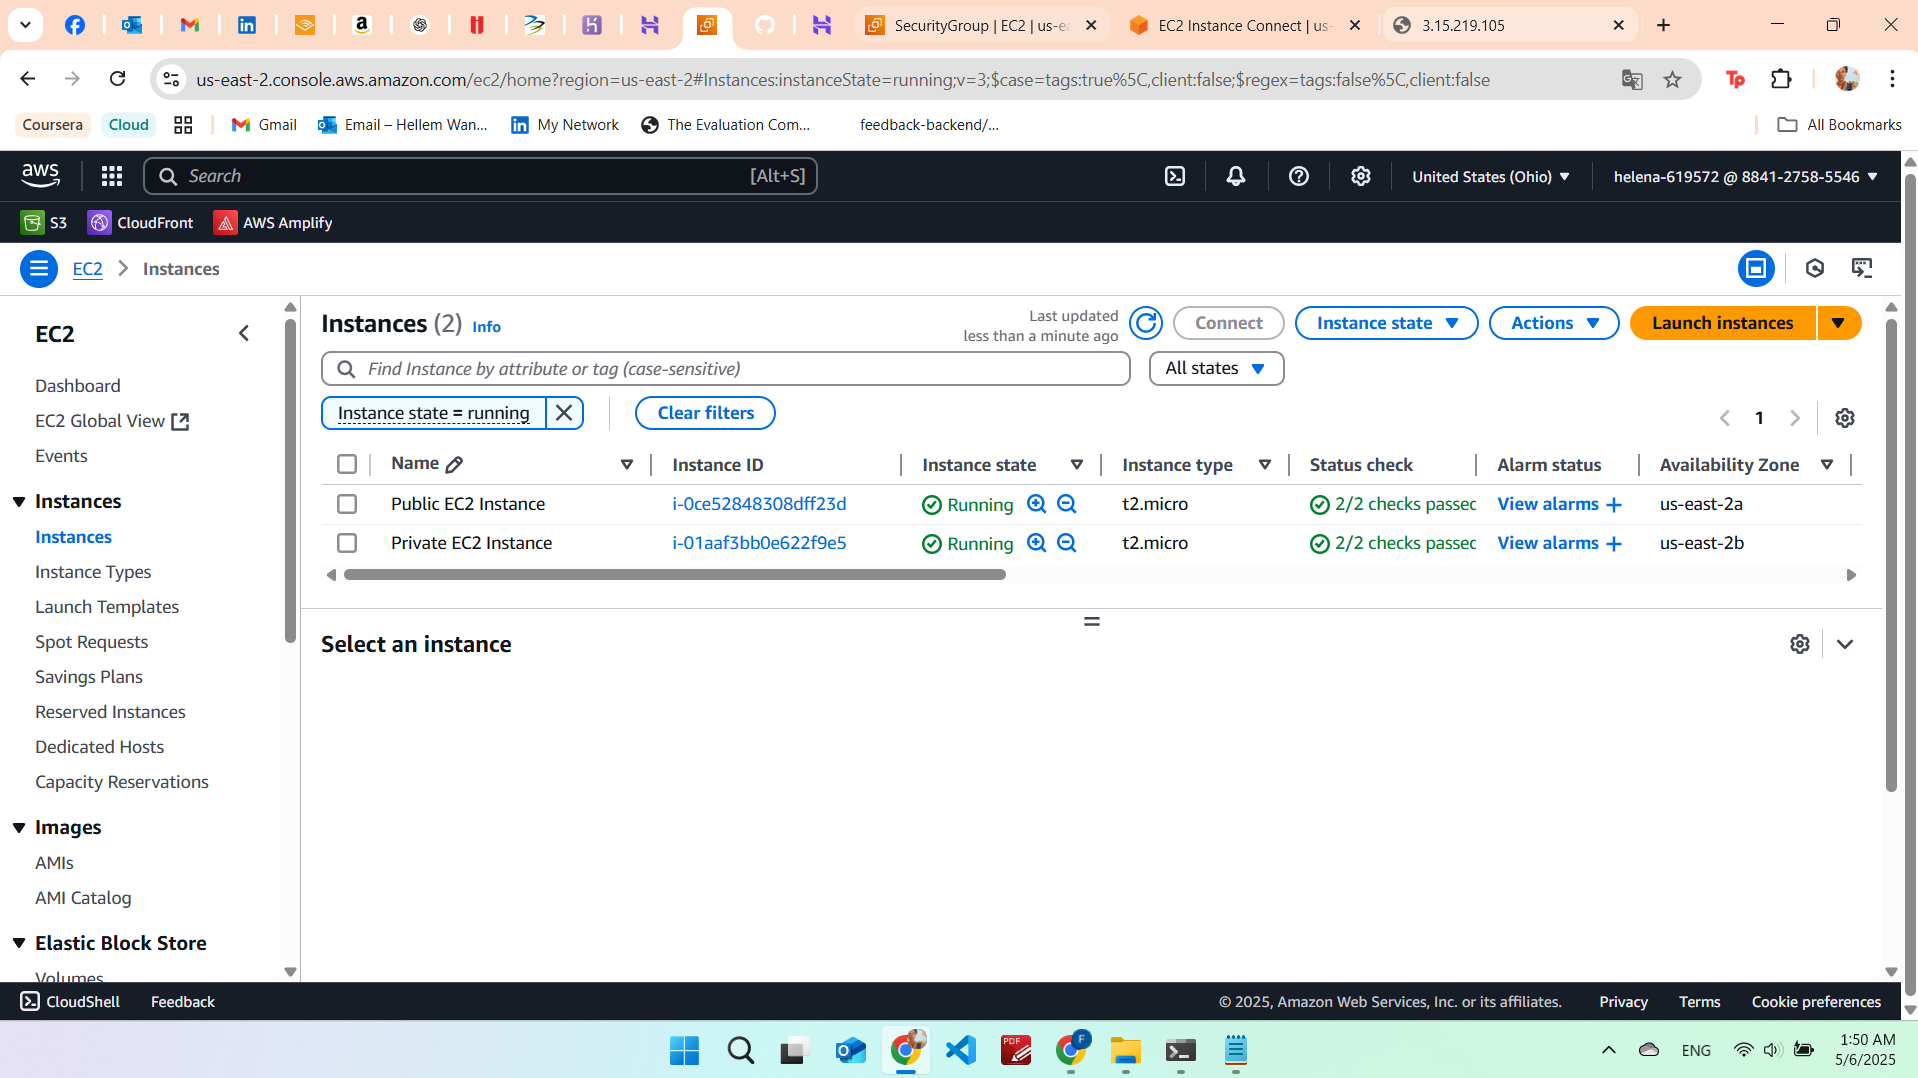 SecurityGroup | EC2 | us-ea
EC2 Instance Connect | us-
3.15.219.105
us-east-2.console.aws.amazon.com/ec2/home?region=us-east-2#Instances:instanceState=running;v=3;$case=tags:true%5C,client:false;$regex=tags:false%5C,client:false
Coursera
Cloud
Gmail
Email – Hellem Wan...
My Network
The Evaluation Com...
feedback-backend/...
All Bookmarks
aws
Search
[Alt+S]
United States (Ohio)
helena-619572 @ 8841-2758-5546
S3
CloudFront
AWS Amplify
EC2
Instances
EC2
Dashboard
EC2 Global View
Events
Instances
Instances
Instance Types
Launch Templates
Spot Requests
Savings Plans
Reserved Instances
Dedicated Hosts
Capacity Reservations
Images
AMIs
AMI Catalog
Elastic Block Store
Volumes
Instances (2) Info
Last updated
less than a minute ago
Connect
Instance state
Actions
Launch instances
Find Instance by attribute or tag (case-sensitive)
All states
Instance state = running
Clear filters
1
Name Instance ID Instance state Instance type Status check Alarm status Availability Zone
Public EC2 Instance i-0ce52848308dff23d Running t2.micro 2/2 checks passed View alarms + us-east-2a
Private EC2 Instance i-01aaf3bb0e622f9e5 Running t2.micro 2/2 checks passed View alarms + us-east-2b
Select an instance
CloudShell
Feedback
© 2025, Amazon Web Services, Inc. or its affiliates.
Privacy
Terms
Cookie preferences
PDF
F
ENG
1:50 AM
5/6/2025